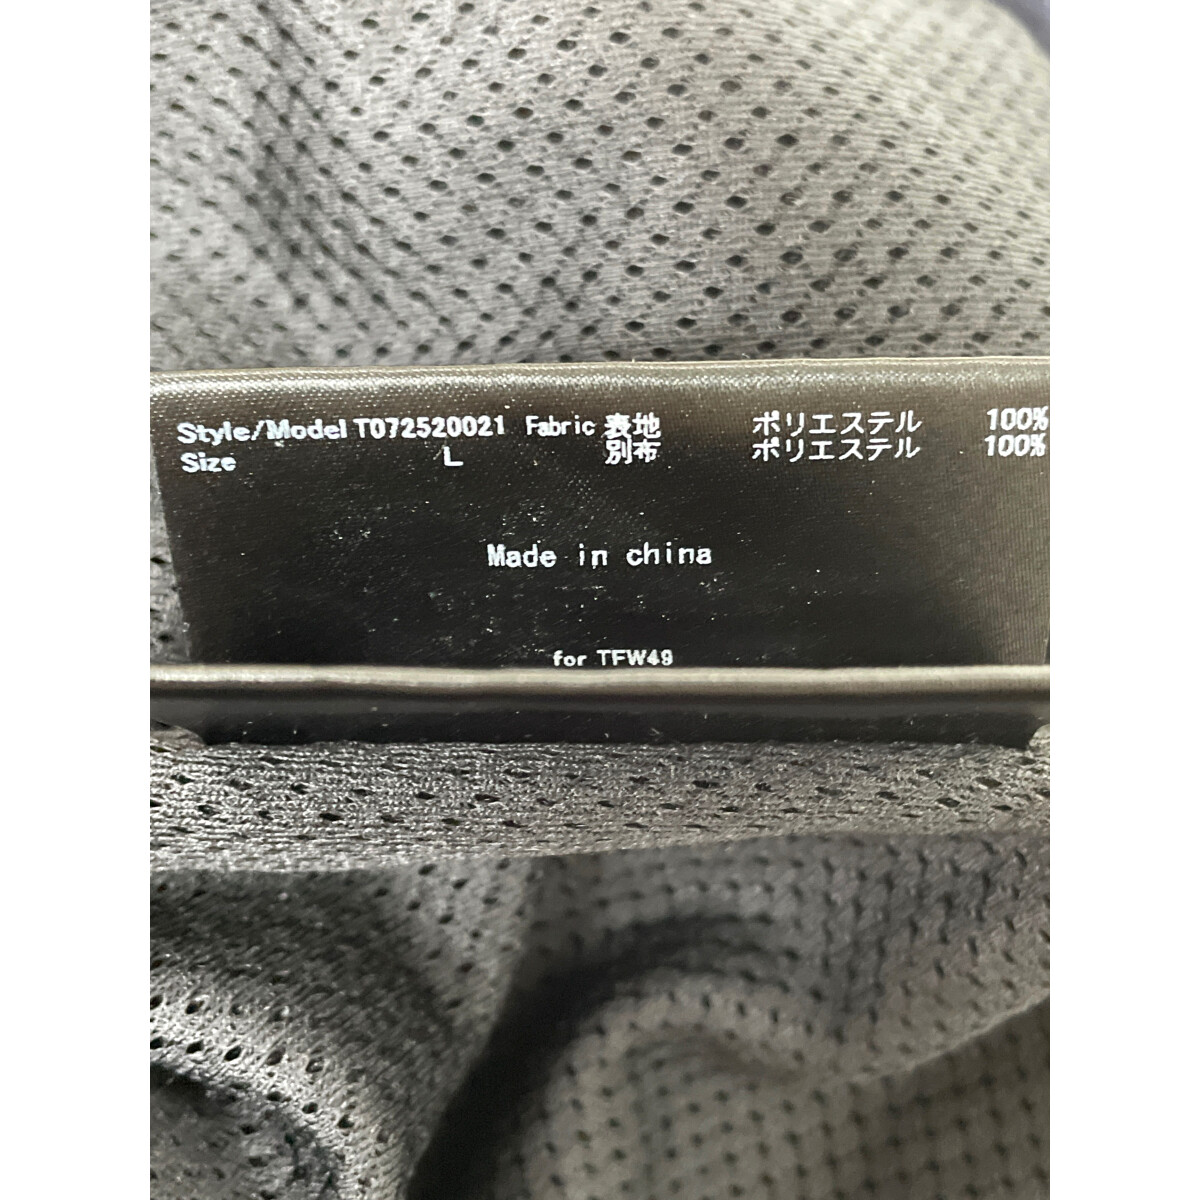 Style/Model T072520021 Fabric 表地 ポリエステル 100%
Size L 別布 ポリエステル 100%
Made in china
for TFW49